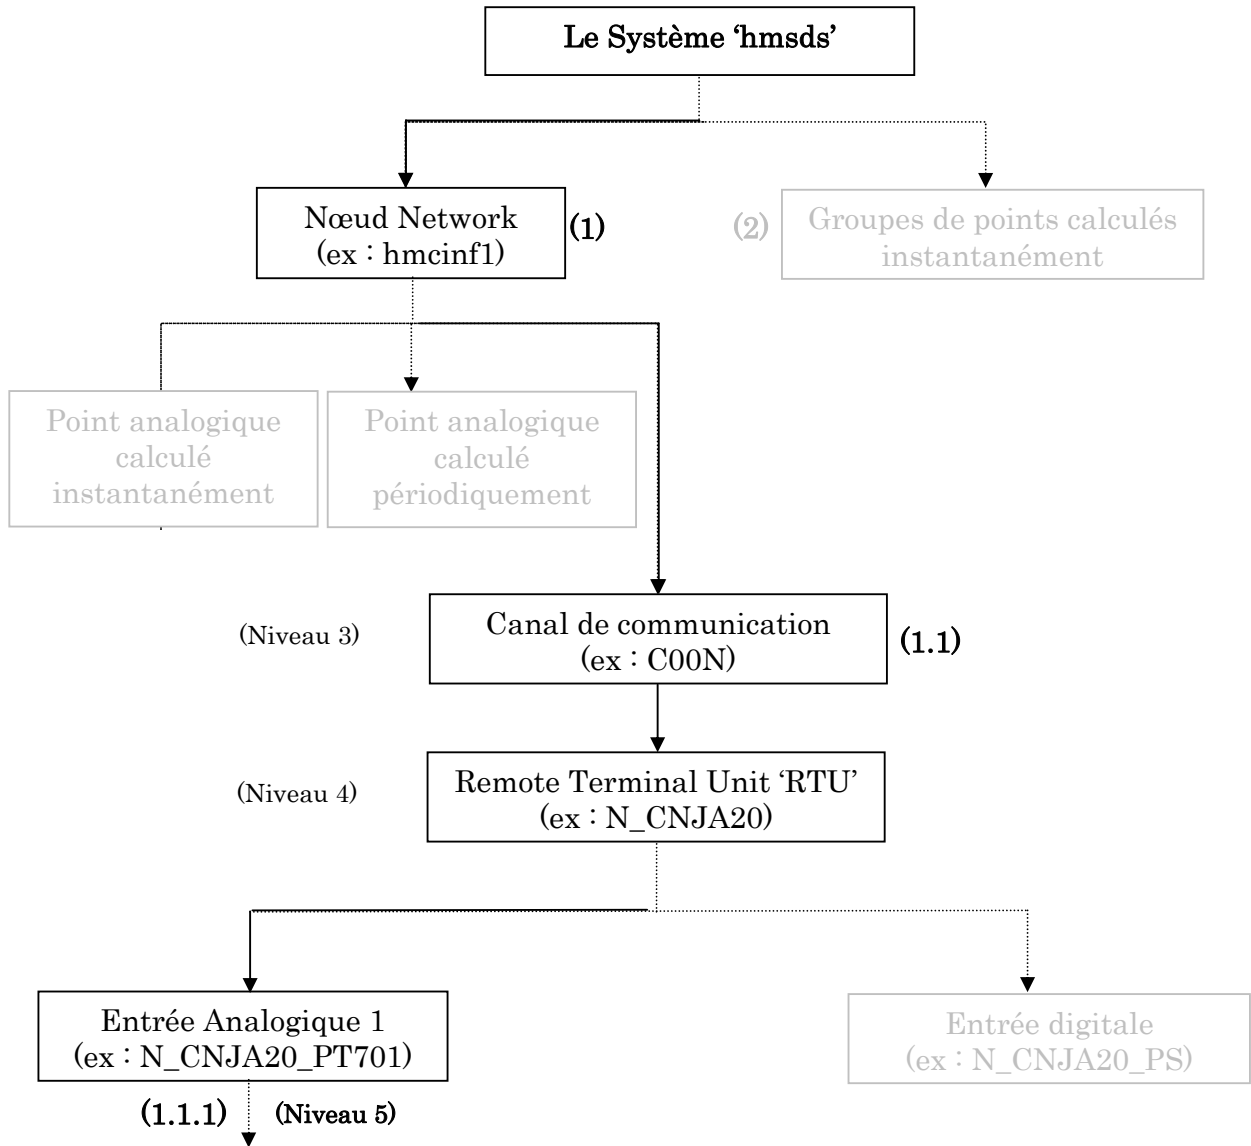 Le Système ‘hmsds’
Nœud Network
(ex : hmcinf1)
(1)
(2)
Groupes de points calculés
instantanément
Point analogique
calculé
instantanément
Point analogique
calculé
périodiquement
(Niveau 3)
Canal de communication
(ex : C00N)
(1.1)
(Niveau 4)
Remote Terminal Unit ‘RTU’
(ex : N_CNJA20)
Entrée Analogique 1
(ex : N_CNJA20_PT701)
Entrée digitale
(ex : N_CNJA20_PS)
(1.1.1)
(Niveau 5)